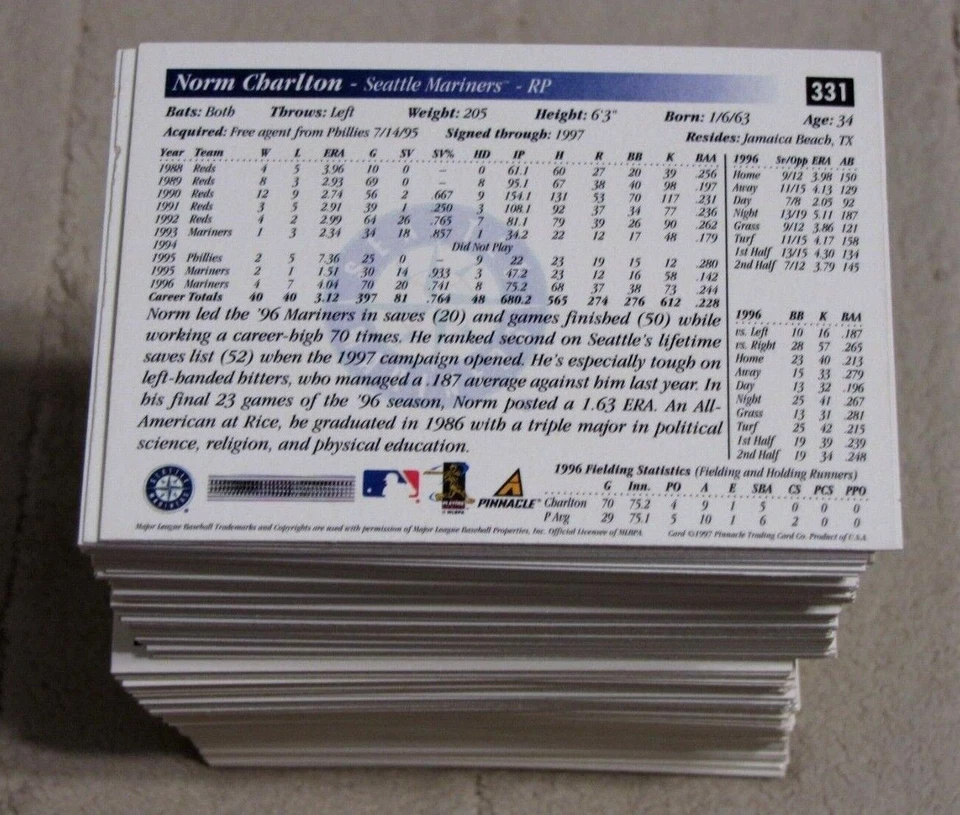 Norm Charlton - Seattle Mariners™ - RP 331
Bats: Both Throws: Left Weight: 205 Height: 6'3" Born: 1/6/63 Age: 34
Acquired: Free agent from Phillies 7/14/95 Signed through: 1997 Resides: Jamaica Beach, TX
Year Team W L ERA G SV SV% HD IP H R BB K BAA
1988 Reds 4 5 3.96 10 0 – 0 61.1 60 27 20 39 .256
1989 Reds 8 3 2.93 69 0 – 8 95.1 67 38 40 98 .197
1990 Reds 12 9 2.74 56 2 .667 9 154.1 131 53 70 117 .231
1991 Reds 3 5 2.91 39 1 .250 3 108.1 92 37 34 77 .236
1992 Reds 4 2 2.99 64 26 .765 7 81.1 79 39 26 90 .262
1993 Mariners 1 3 2.34 34 18 .857 1 34.2 22 12 17 48 .179
1994 Did Not Play
1995 Phillies 2 5 7.36 25 0 – 9 22 23 19 15 12 .280
1995 Mariners 2 1 1.51 30 14 .933 3 47.2 23 12 16 58 .142
1996 Mariners 4 7 4.04 70 20 .741 8 75.2 68 37 38 73 .244
Career Totals 40 40 3.12 397 81 .764 48 680.2 565 274 276 612 .228
1996 Sv/Opp ERA AB
Home 9/12 3.98 150
Away 11/15 4.13 129
Day 7/8 2.05 92
Night 13/19 5.11 187
Grass 9/12 3.86 121
Turf 11/15 4.17 158
1st Half 13/15 4.30 134
2nd Half 7/12 3.79 145
Norm led the '96 Mariners in saves (20) and games finished (50) while
working a career-high 70 times. He ranked second on Seattle's lifetime
saves list (52) when the 1997 campaign opened. He's especially tough on
left-handed hitters, who managed a .187 average against him last year. In
his final 23 games of the '96 season, Norm posted a 1.63 ERA. An All-
American at Rice, he graduated in 1986 with a triple major in political
science, religion, and physical education.
1996 BB K BAA
vs. Left 10 16 .187
vs. Right 28 57 .265
Home 23 40 .213
Away 15 33 .279
Day 13 32 .196
Night 25 41 .267
Grass 13 31 .281
Turf 25 42 .215
1st Half 19 39 .239
2nd Half 19 34 .248
SEATTLE MARINERS
PINNACLE™
1996 Fielding Statistics (Fielding and Holding Runners)
G Inn. PO A E SBA CS PCS PPO
Charlton 70 75.2 4 9 1 5 0 0 0
P Avg 29 75.1 5 10 1 6 2 0 0
Major League Baseball Trademarks and Copyrights are used with permission of Major League Baseball Properties, Inc. Official Licensee of MLBPA Card ©1997 Pinnacle Trading Card Co. Product of U.S.A.